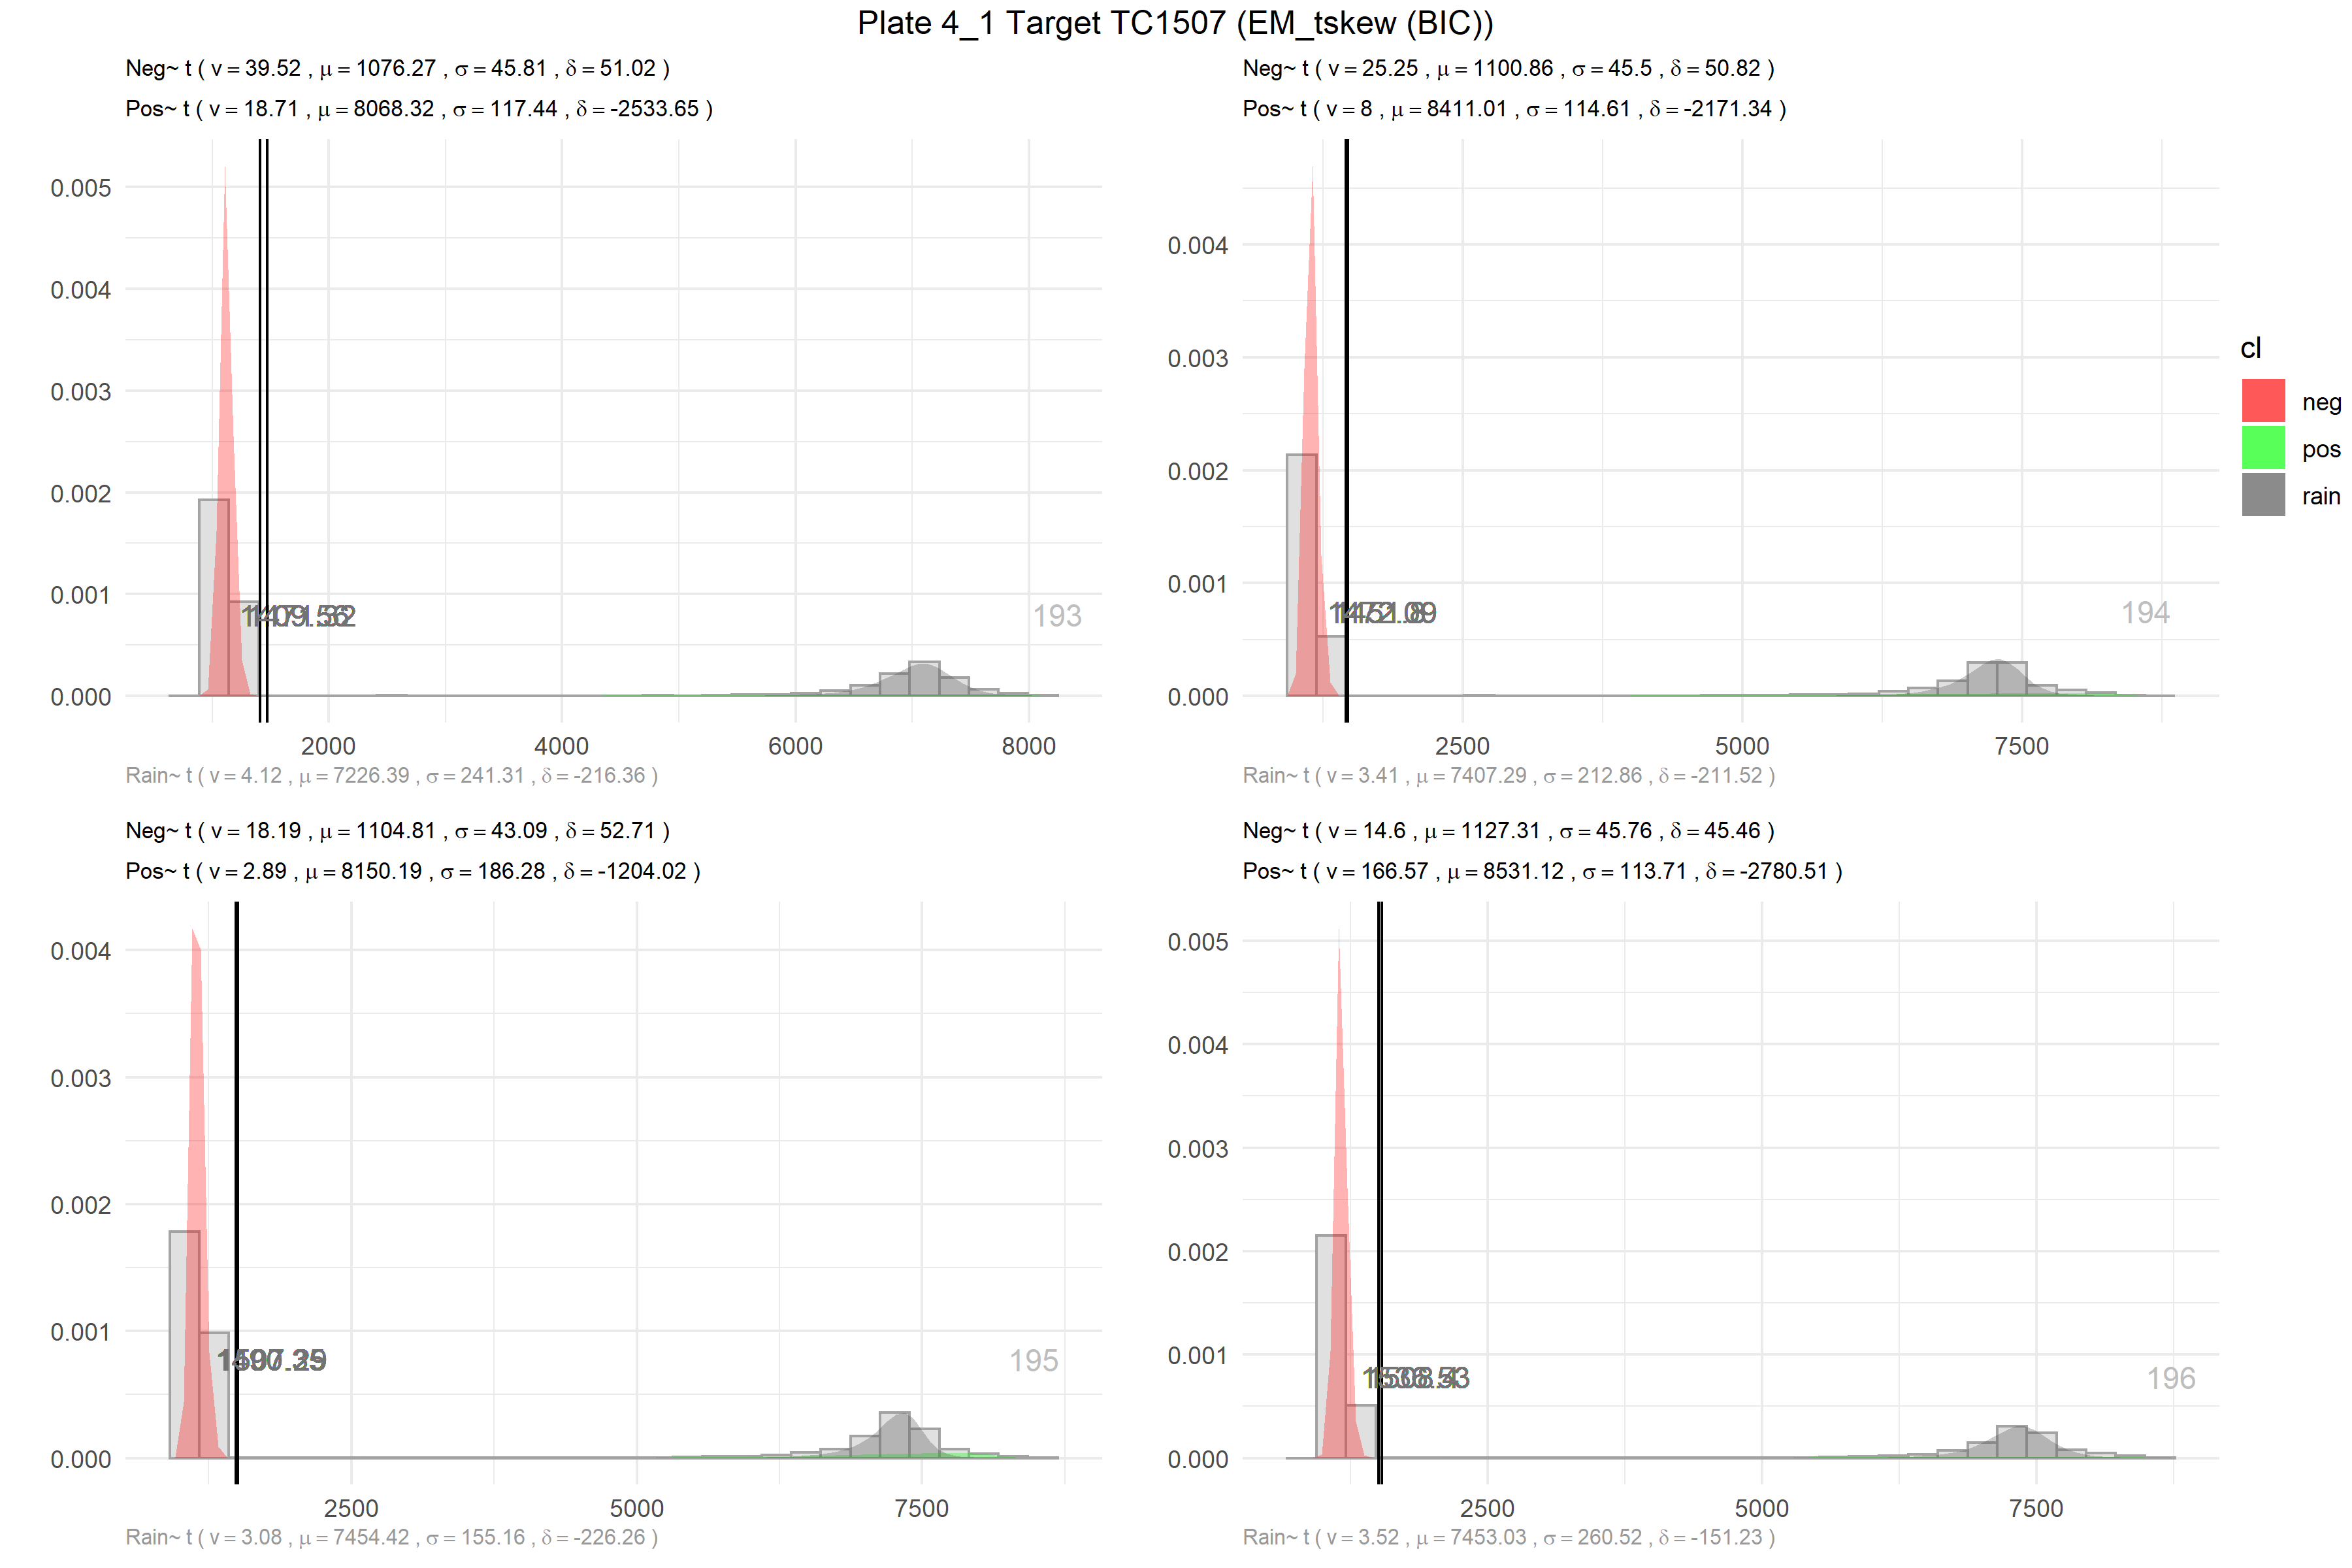 Plate 4_1 Target TC1507 (EM_tskew (BIC))
Neg~ t ( v = 39.52 , μ = 1076.27 , σ = 45.81 , δ = 51.02 )
Pos~ t ( v = 18.71 , μ = 8068.32 , σ = 117.44 , δ = -2533.65 )
0.005
0.004
0.003
0.002
0.001
0.000
193
2000 4000 6000 8000
Rain~ t ( v = 4.12 , μ = 7226.39 , σ = 241.31 , δ = -216.36 )
Neg~ t ( v = 25.25 , μ = 1100.86 , σ = 45.5 , δ = 50.82 )
Pos~ t ( v = 8 , μ = 8411.01 , σ = 114.61 , δ = -2171.34 )
0.004
0.003
0.002
0.001
0.000
194
2500 5000 7500
Rain~ t ( v = 3.41 , μ = 7407.29 , σ = 212.86 , δ = -211.52 )
cl
neg
pos
rain
Neg~ t ( v = 18.19 , μ = 1104.81 , σ = 43.09 , δ = 52.71 )
Pos~ t ( v = 2.89 , μ = 8150.19 , σ = 186.28 , δ = -1204.02 )
0.004
0.003
0.002
0.001
0.000
195
2500 5000 7500
Rain~ t ( v = 3.08 , μ = 7454.42 , σ = 155.16 , δ = -226.26 )
Neg~ t ( v = 14.6 , μ = 1127.31 , σ = 45.76 , δ = 45.46 )
Pos~ t ( v = 166.57 , μ = 8531.12 , σ = 113.71 , δ = -2780.51 )
0.005
0.004
0.003
0.002
0.001
0.000
196
2500 5000 7500
Rain~ t ( v = 3.52 , μ = 7453.03 , σ = 260.52 , δ = -151.23 )